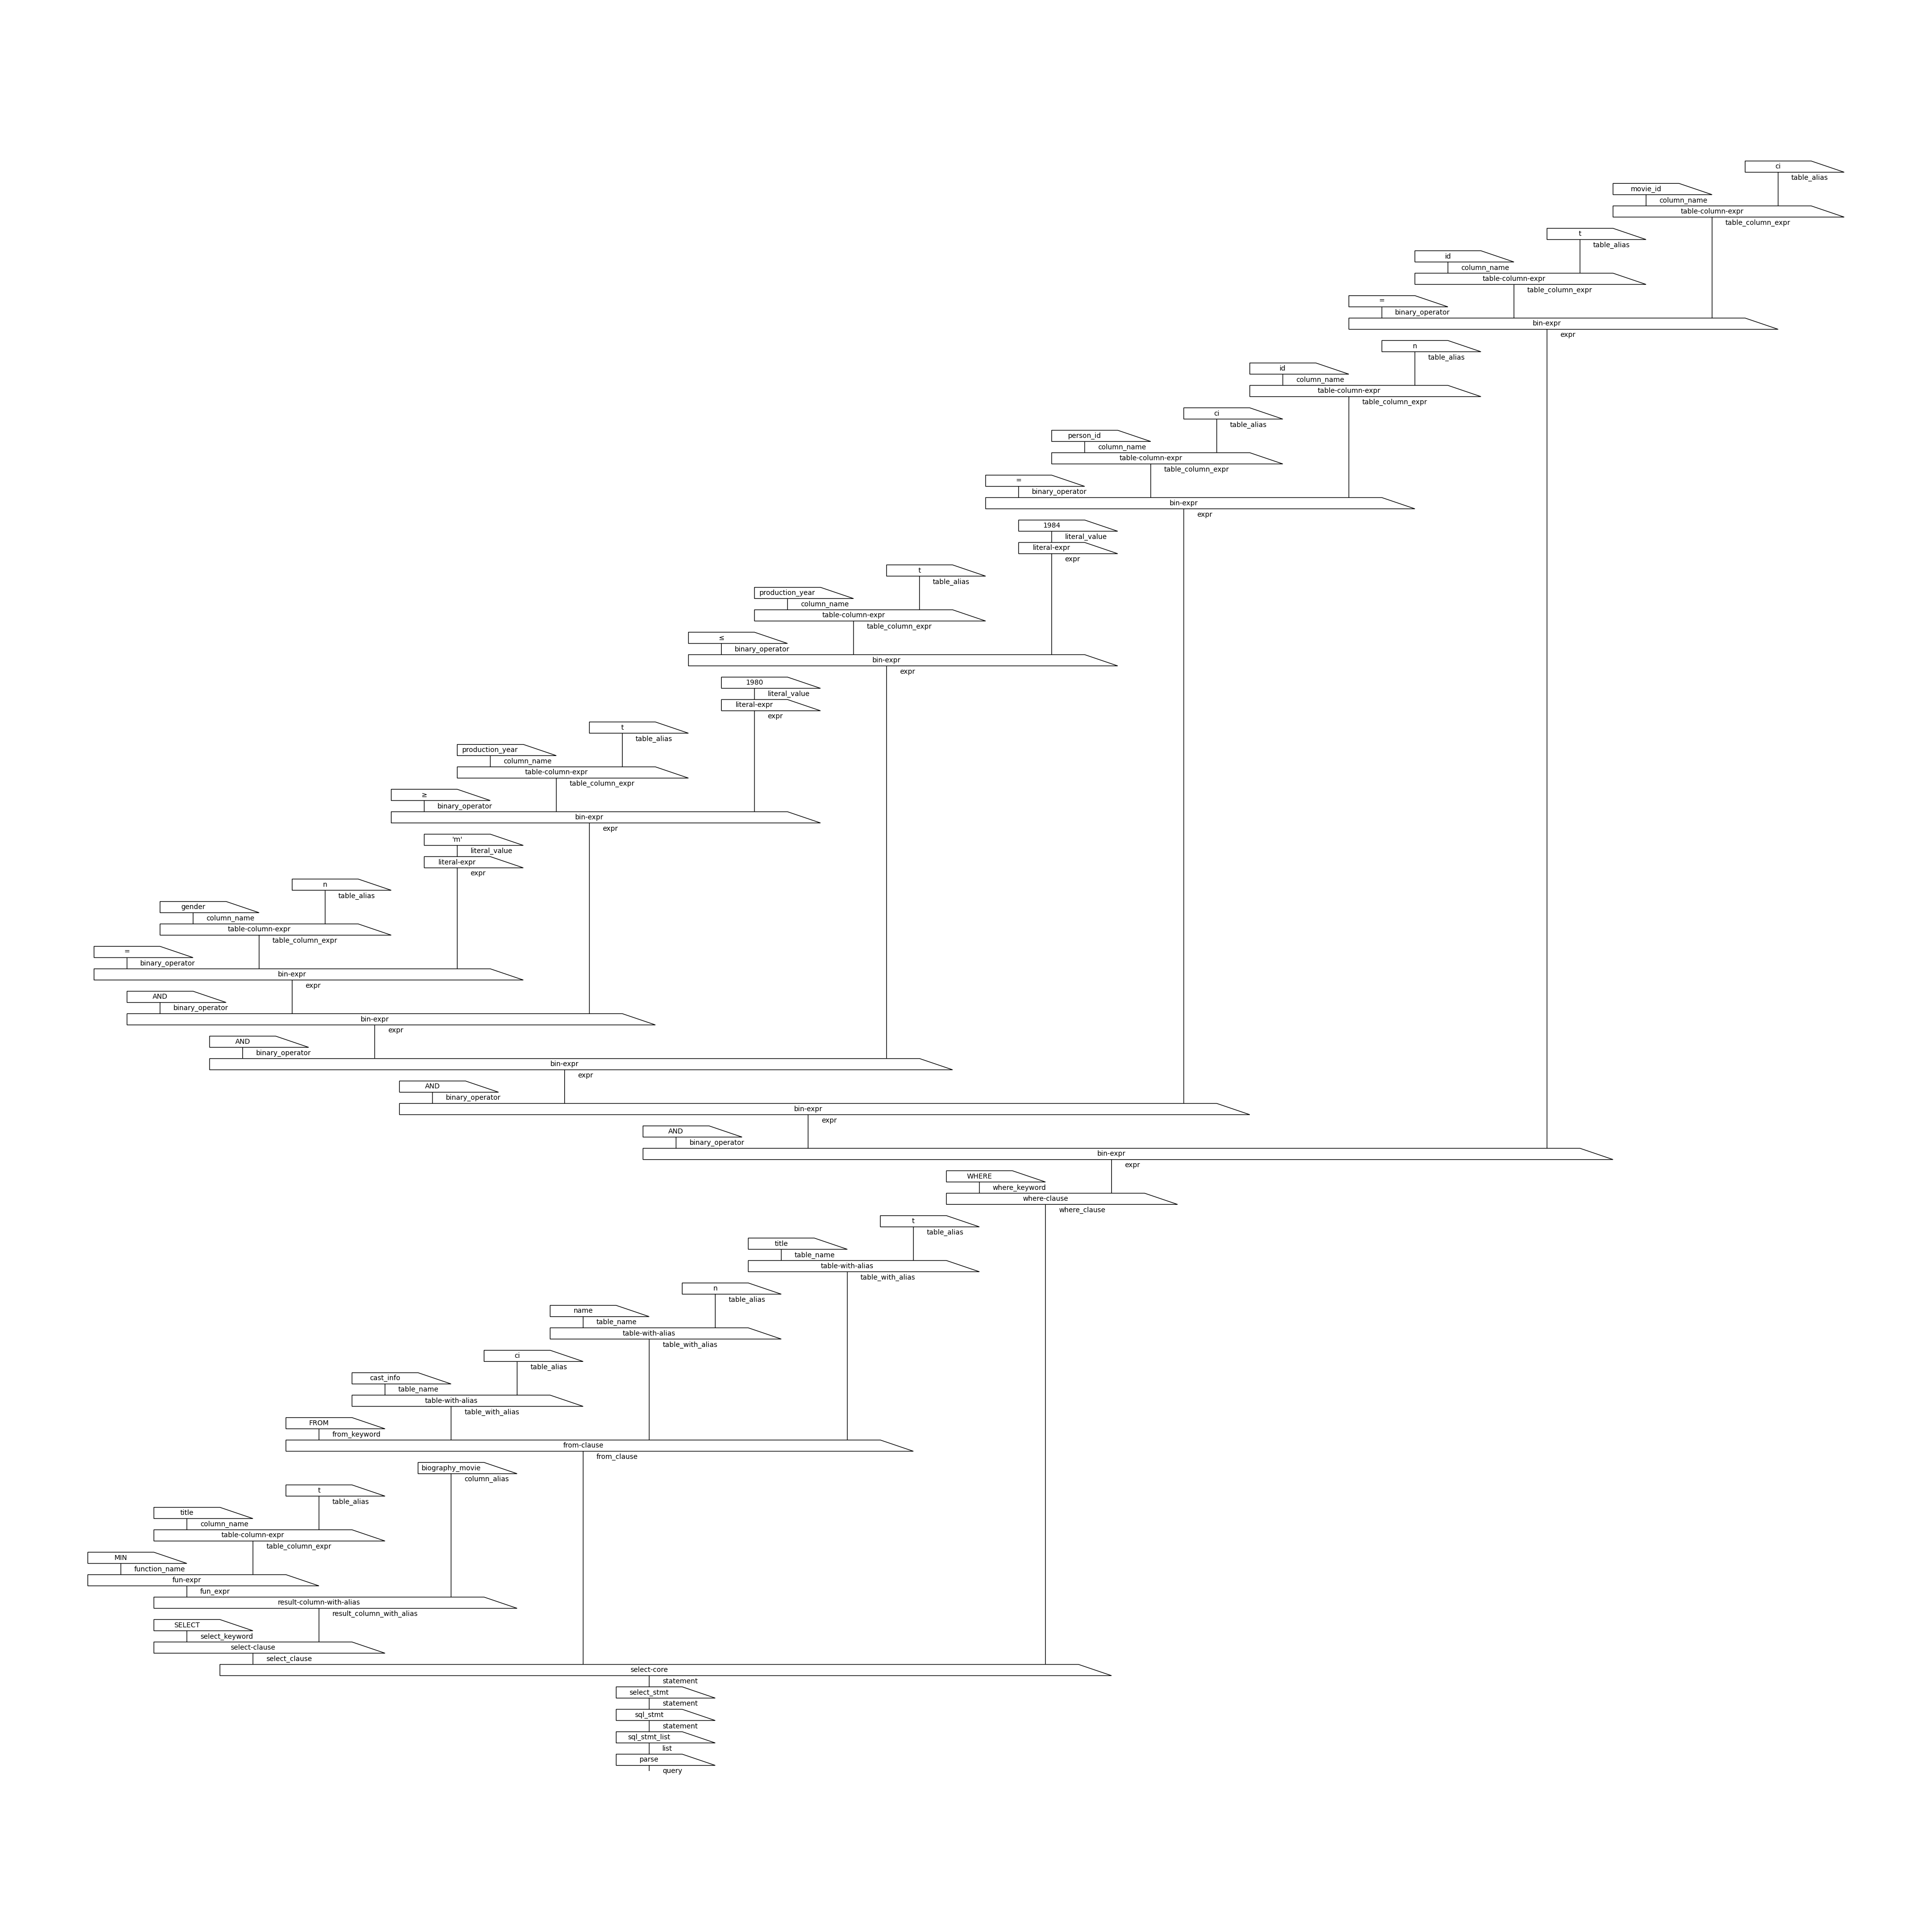 ci
table_alias
movie_id
column_name
table-column-expr
table_column_expr
t
table_alias
id
column_name
table-column-expr
table_column_expr
=
binary_operator
bin-expr
expr
n
table_alias
id
column_name
table-column-expr
table_column_expr
ci
table_alias
person_id
column_name
table-column-expr
table_column_expr
=
binary_operator
bin-expr
expr
1984
literal_value
literal-expr
expr
t
table_alias
production_year
column_name
table-column-expr
table_column_expr
≤
binary_operator
bin-expr
expr
1980
literal_value
literal-expr
expr
t
table_alias
production_year
column_name
table-column-expr
table_column_expr
≥
binary_operator
bin-expr
expr
'm'
literal_value
literal-expr
expr
n
table_alias
gender
column_name
table-column-expr
table_column_expr
=
binary_operator
bin-expr
expr
AND
binary_operator
bin-expr
expr
AND
binary_operator
bin-expr
expr
AND
binary_operator
bin-expr
expr
AND
binary_operator
bin-expr
expr
WHERE
where_keyword
where-clause
where_clause
t
table_alias
title
table_name
table-with-alias
table_with_alias
n
table_alias
name
table_name
table-with-alias
table_with_alias
ci
table_alias
cast_info
table_name
table-with-alias
table_with_alias
FROM
from_keyword
from-clause
from_clause
biography_movie
column_alias
t
table_alias
title
column_name
table-column-expr
table_column_expr
MIN
function_name
fun-expr
fun_expr
result-column-with-alias
result_column_with_alias
SELECT
select_keyword
select-clause
select_clause
select-core
statement
select_stmt
statement
sql_stmt
statement
sql_stmt_list
list
parse
query